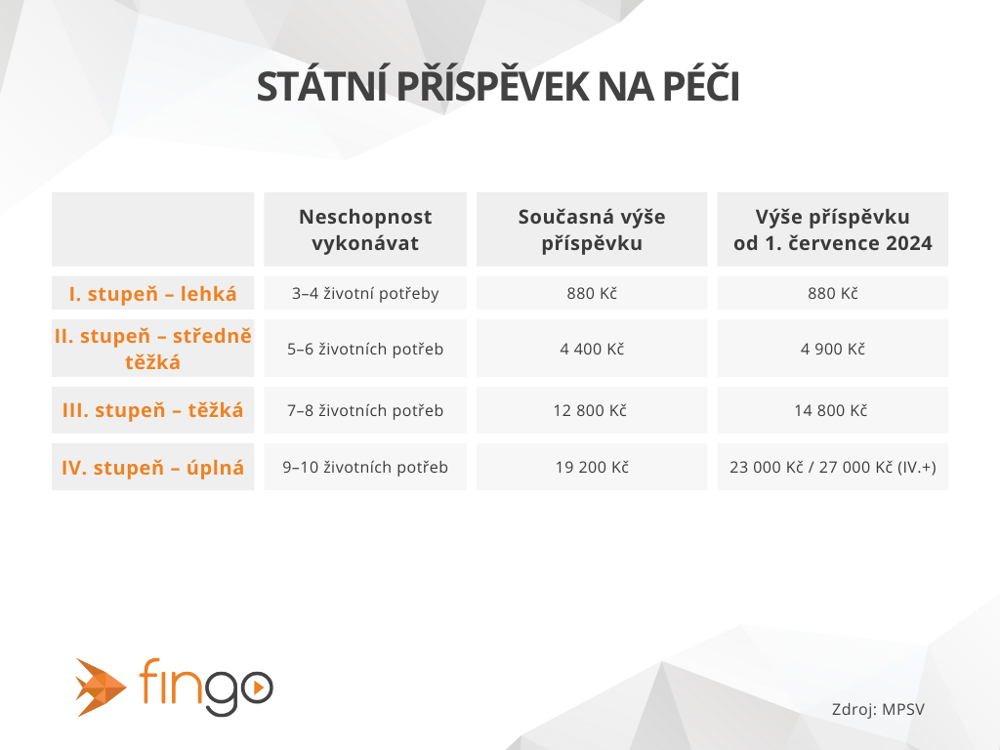 STÁTNÍ PŘÍSPĚVEK NA PÉČI
Neschopnost
vykonávat
Současná výše
příspěvku
Výše příspěvku
od 1. července 2024
I. stupeň – lehká
3–4 životní potřeby
880 Kč
880 Kč
II. stupeň – středně
těžká
5–6 životních potřeb
4 400 Kč
4 900 Kč
III. stupeň – těžká
7–8 životních potřeb
12 800 Kč
14 800 Kč
IV. stupeň – úplná
9–10 životních potřeb
19 200 Kč
23 000 Kč / 27 000 Kč (IV.+)
fingo
Zdroj: MPSV